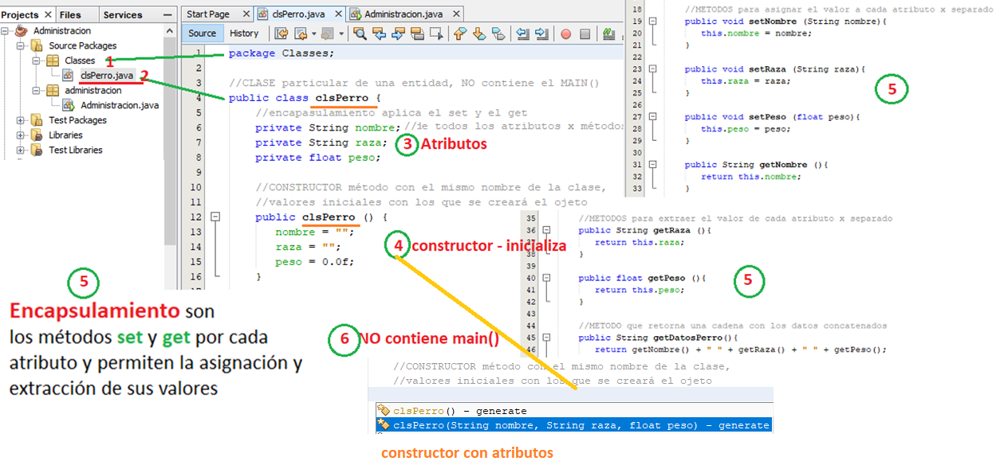 Projects × Files Services
Administracion
Source Packages
Classes 1
clsPerro.java 2
administracion
Administracion.java
Test Packages
Libraries
Test Libraries
Start Page × clsPerro.java × Administracion.java ×
Source History
1 package Classes;
2
3 //CLASE particular de una entidad, NO contiene el MAIN()
4 public class clsPerro {
5 //encapasulamiento aplica el set y el get
6 private String nombre; //de todos los atributos x métodos
7 private String raza;
8 private float peso;
9
10 //CONSTRUCTOR método con el mismo nombre de la clase,
11 //valores iniciales con los que se creará el ojeto
12 public clsPerro () {
13 nombre = "";
14 raza = "";
15 peso = 0.0f;
16 }
3 Atributos
4 constructor - inicializa
18 //METODOS para asignar el valor a cada atributo x separado
19 public void setNombre (String nombre){
20 this.nombre = nombre;
21 }
22
23 public void setRaza (String raza){
24 this.raza = raza;
25 }
26
27 public void setPeso (float peso){
28 this.peso = peso;
29 }
30
31 public String getNombre (){
32 return this.nombre;
33 }
5
35 //METODOS para extraer el valor de cada atributo x separado
36 public String getRaza (){
37 return this.raza;
38 }
39
40 public float getPeso (){
41 return this.peso;
42 }
43
44 //METODO que retorna una cadena con los datos concatenados
45 public String getDatosPerro(){
46 return getNombre() + " " + getRaza() + " " + getPeso();
5
5
Encapsulamiento son
los métodos set y get por cada
atributo y permiten la asignación y
extracción de sus valores
6 NO contiene main()
//CONSTRUCTOR método con el mismo nombre de la clase,
//valores iniciales con los que se creará el ojeto
clsPerro() - generate
clsPerro(String nombre, String raza, float peso) - generate
constructor con atributos